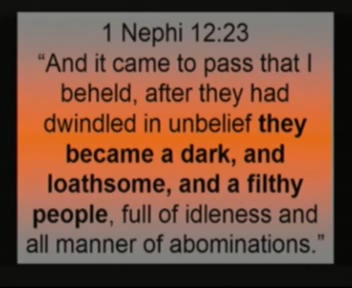 1 Nephi 12:23
“And it came to pass that I
beheld, after they had
dwindled in unbelief they
became a dark, and
loathsome, and a filthy
people, full of idleness and
all manner of abominations.”